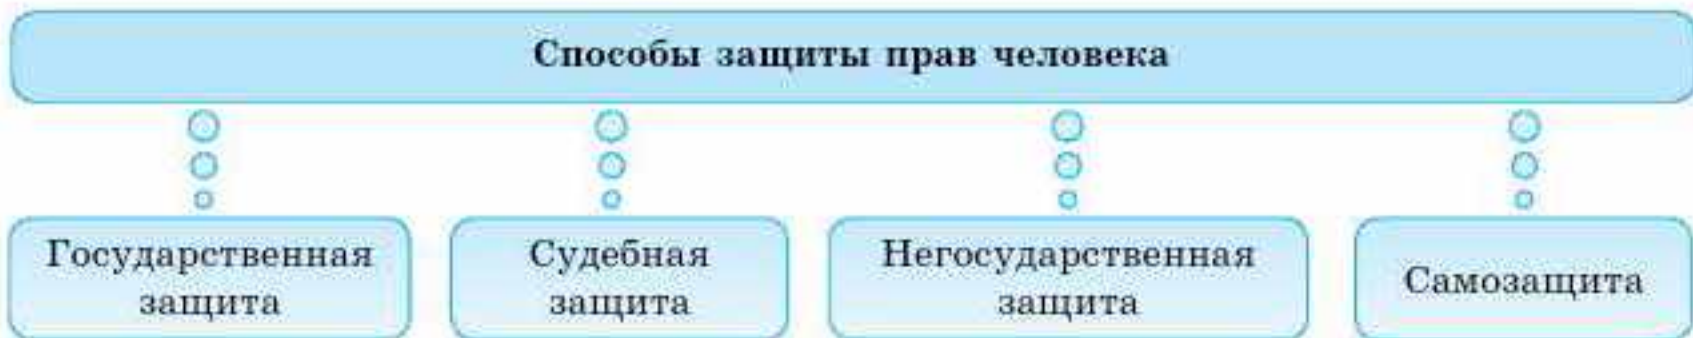 Способы защиты прав человека
Государственная
защита
Судебная
защита
Негосударственная
защита
Самозащита